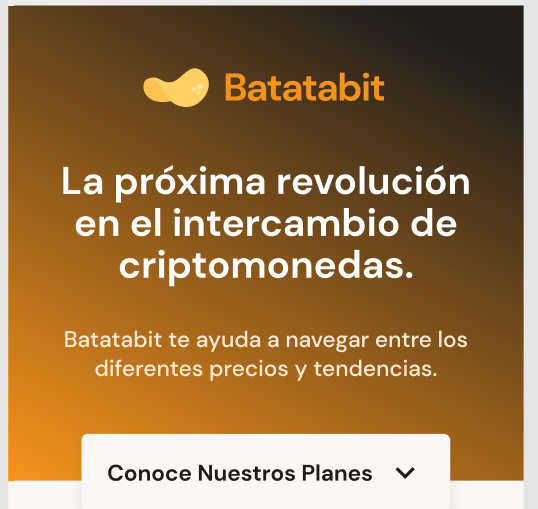 Batatabit
La próxima revolución
en el intercambio de
criptomonedas.
Batatabit te ayuda a navegar entre los
diferentes precios y tendencias.
Conoce Nuestros Planes